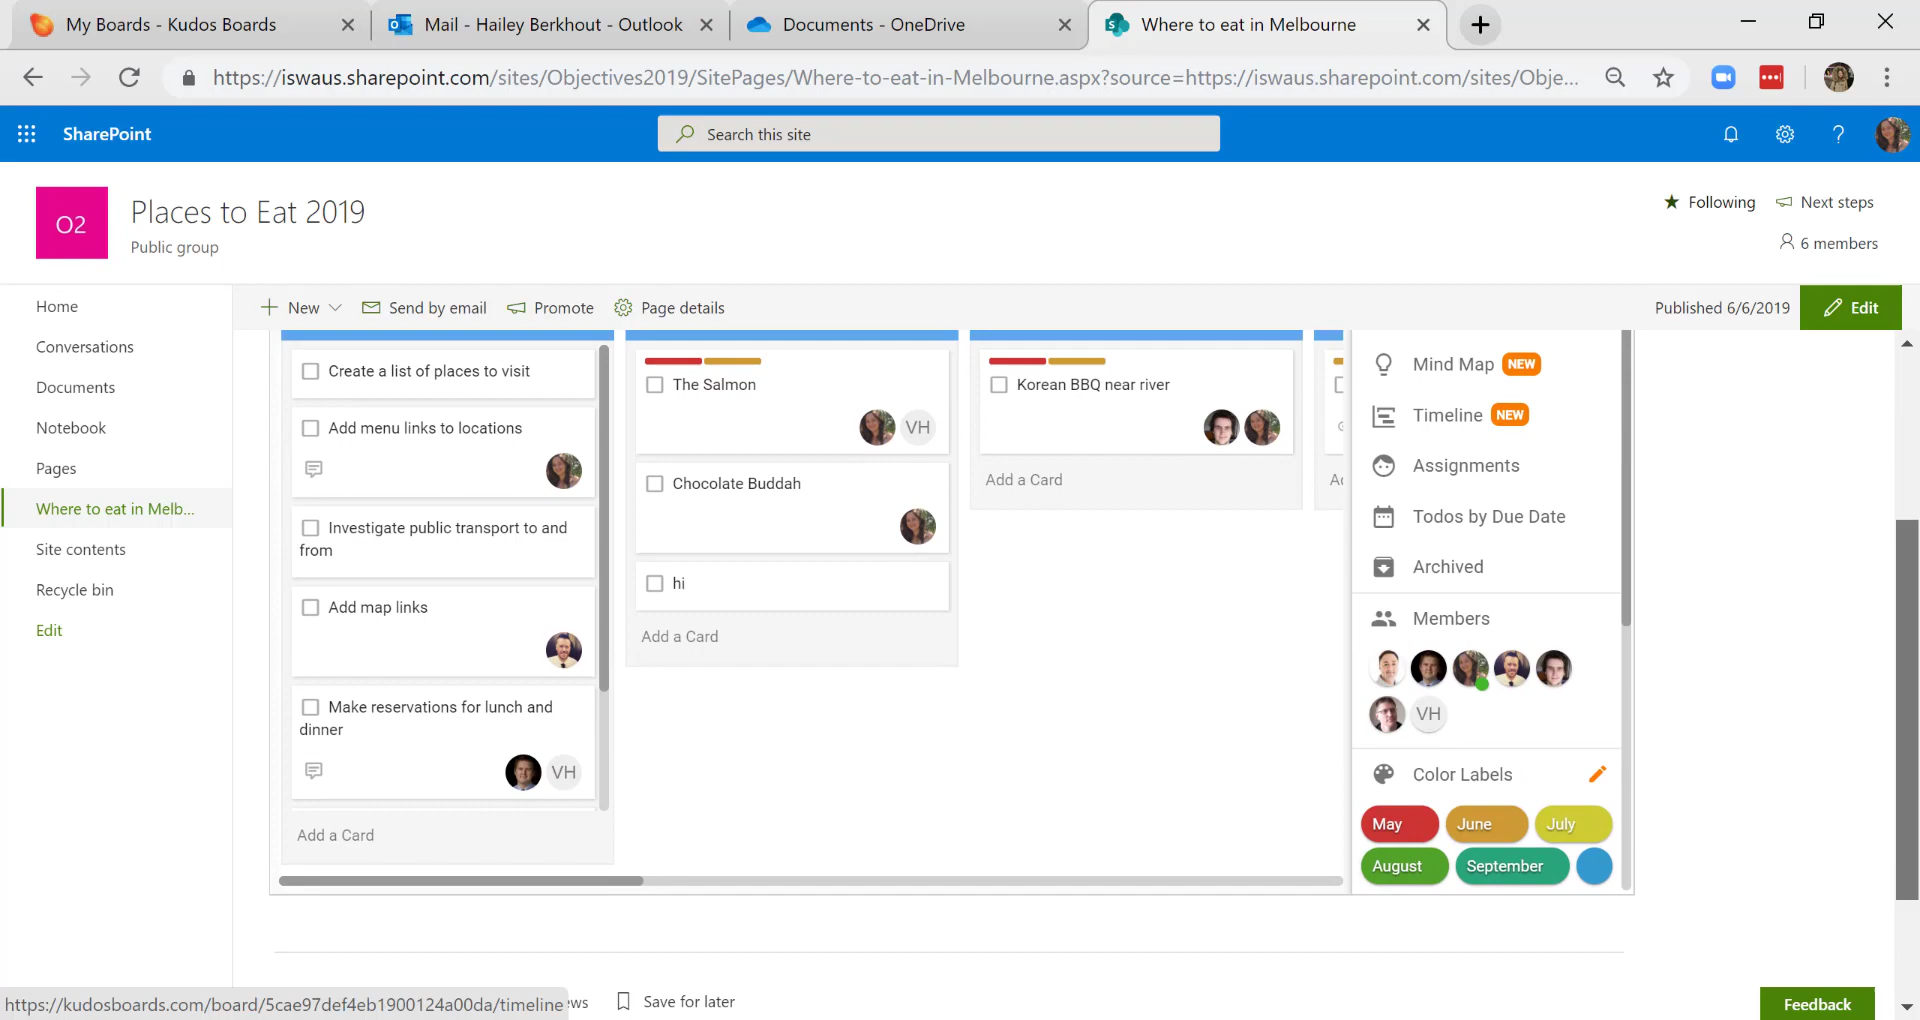 My Boards - Kudos Boards
Mail - Hailey Berkhout - Outlook
Documents - OneDrive
Where to eat in Melbourne
https://iswaus.sharepoint.com/sites/Objectives2019/SitePages/Where-to-eat-in-Melbourne.aspx?source=https://iswaus.sharepoint.com/sites/Obje...
SharePoint
Search this site
O2
Places to Eat 2019
Public group
Following
Next steps
6 members
Home
Conversations
Documents
Notebook
Pages
Where to eat in Melb...
Site contents
Recycle bin
Edit
New
Send by email
Promote
Page details
Published 6/6/2019
Edit
Create a list of places to visit
Add menu links to locations
Investigate public transport to and
from
Add map links
Make reservations for lunch and
dinner
VH
Add a Card
The Salmon
VH
Chocolate Buddah
hi
Add a Card
Korean BBQ near river
Add a Card
Mind Map NEW
Timeline NEW
Assignments
Todos by Due Date
Archived
Members
VH
Color Labels
May
June
July
August
September
https://kudosboards.com/board/5cae97def4eb1900124a00da/timeline
Save for later
Feedback